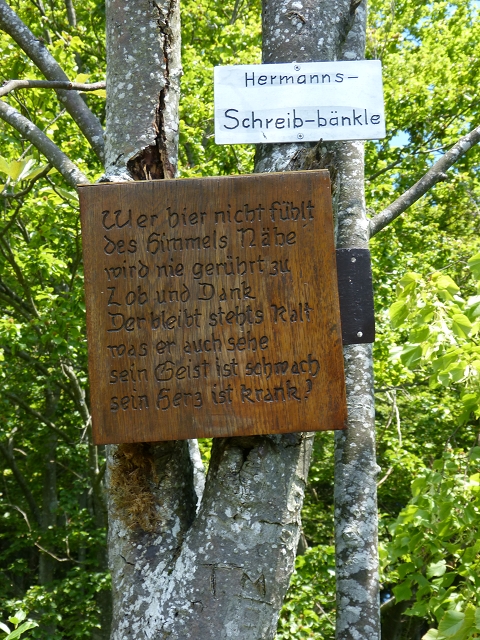 Hermanns-
Schreib-bänkle
Wer hier nicht fühlt
des Himmels Nähe
wird nie gerührt zu
Lob und Dank
Der bleibt stehts kalt
was er auch sehe
sein Geist ist schwach
sein Herz ist krank!